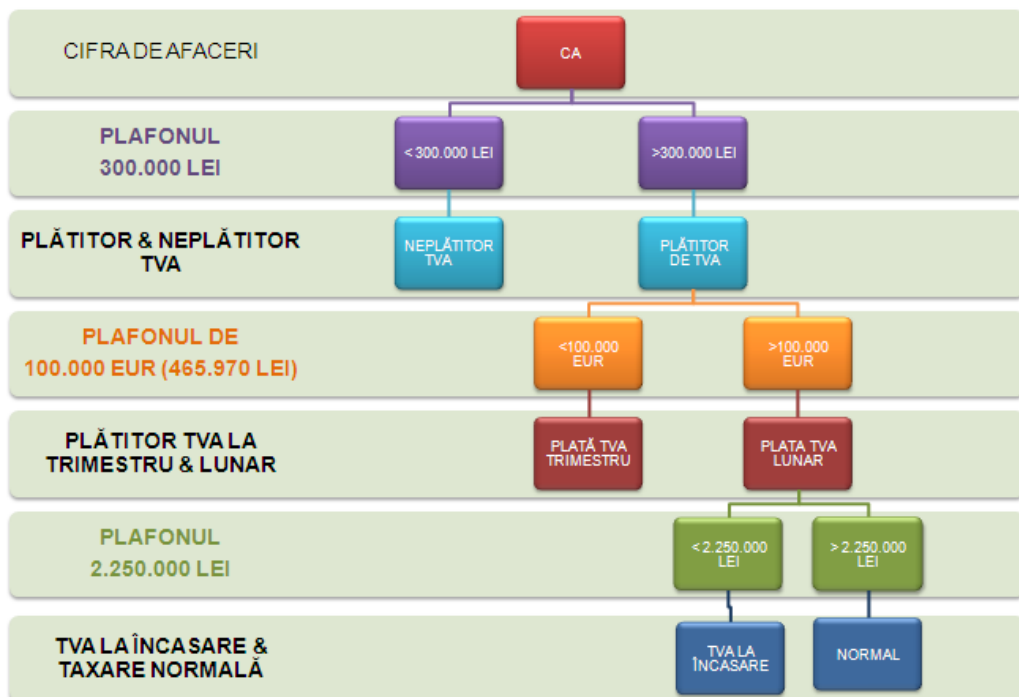 CIFRA DE AFACERI
CA
PLAFONUL
300.000 LEI
< 300.000 LEI
>300.000 LEI
PLĂTITOR & NEPLĂTITOR
TVA
NEPLĂTITOR
TVA
PLĂTITOR
DE TVA
PLAFONUL DE
100.000 EUR (465.970 LEI)
<100.000
EUR
>100.000
EUR
PLĂTITOR TVA LA
TRIMESTRU & LUNAR
PLATĂ TVA
TRIMESTRU
PLATA TVA
LUNAR
PLAFONUL
2.250.000 LEI
< 2.250.000
LEI
> 2.250.000
LEI
TVA LA ÎNCASARE &
TAXARE NORMALĂ
TVA LA
ÎNCASARE
NORMAL